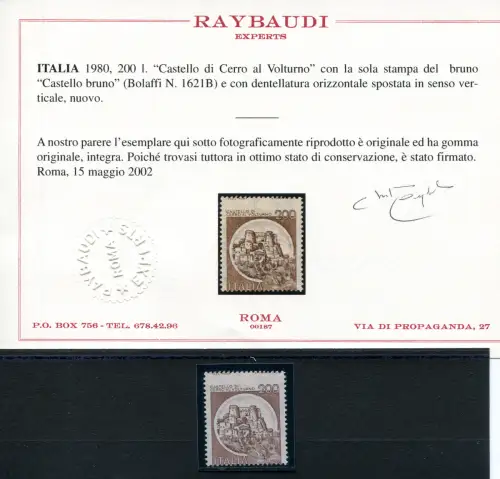 RAYBAUDI
EXPERTS
ITALIA 1980, 200 l. “Castello di Cerro al Volturno” con la sola stampa del bruno
“Castello bruno” (Bolaffi N. 1621B) e con dentellatura orizzontale spostata in senso ver-
ticale, nuovo.
A nostro parere l'esemplare qui sotto fotograficamente riprodotto è originale ed ha gomma
originale, integra. Poiché trovasi tuttora in ottimo stato di conservazione, è stato firmato.
Roma, 15 maggio 2002
RAYBAUDI EXPERTS
ROMA
200
ITALIA
ROMA
00187
P.O. BOX 756 - TEL. 678.42.96
VIA DI PROPAGANDA, 27
200
ITALIA